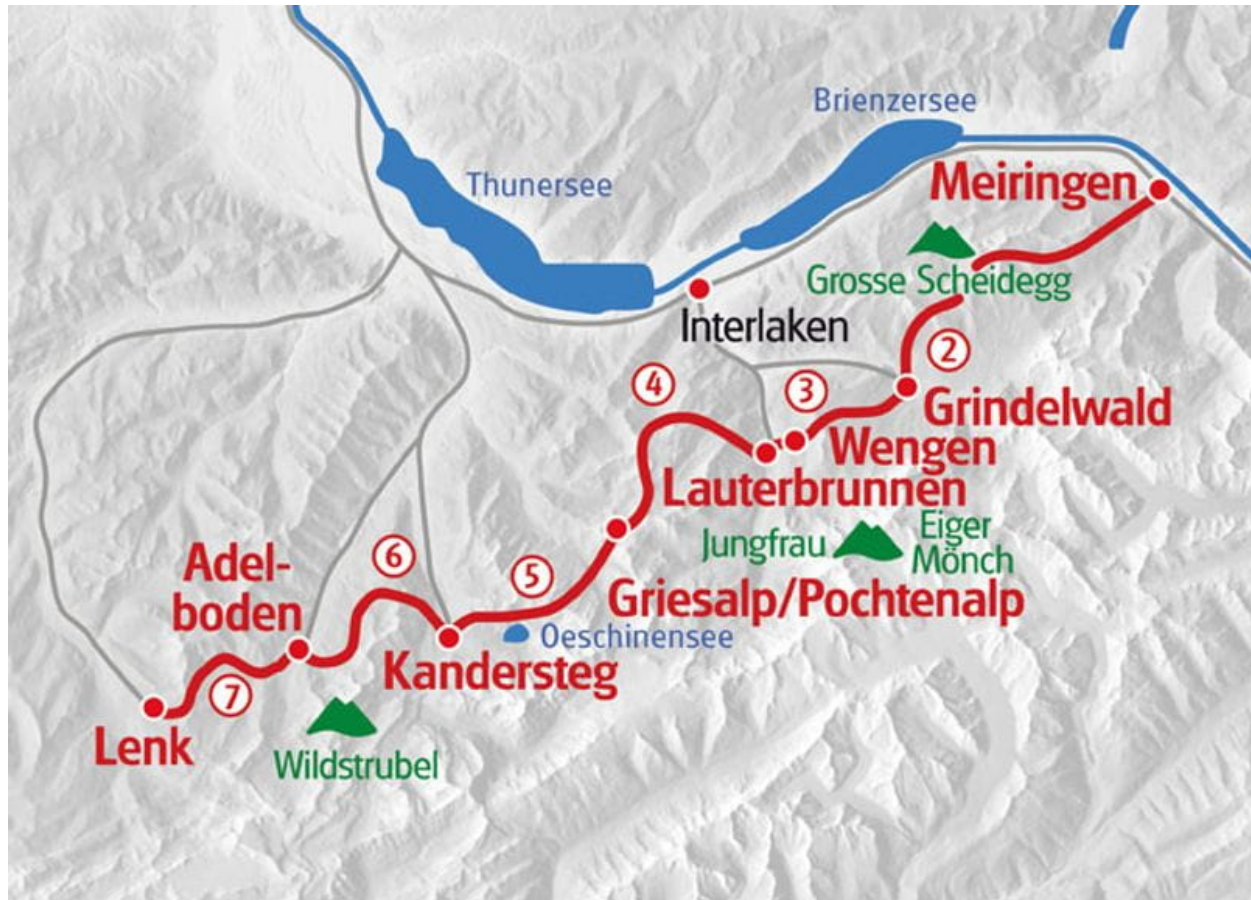 Brienzersee
Thunersee
Meiringen
Grosse Scheidegg
Interlaken
2
4
3
Grindelwald
Wengen
Lauterbrunnen
Jungfrau
Eiger
Mönch
Adel-
boden
6
5
Griesalp/Pochtenalp
Oeschinensee
Kandersteg
7
Lenk
Wildstrubel